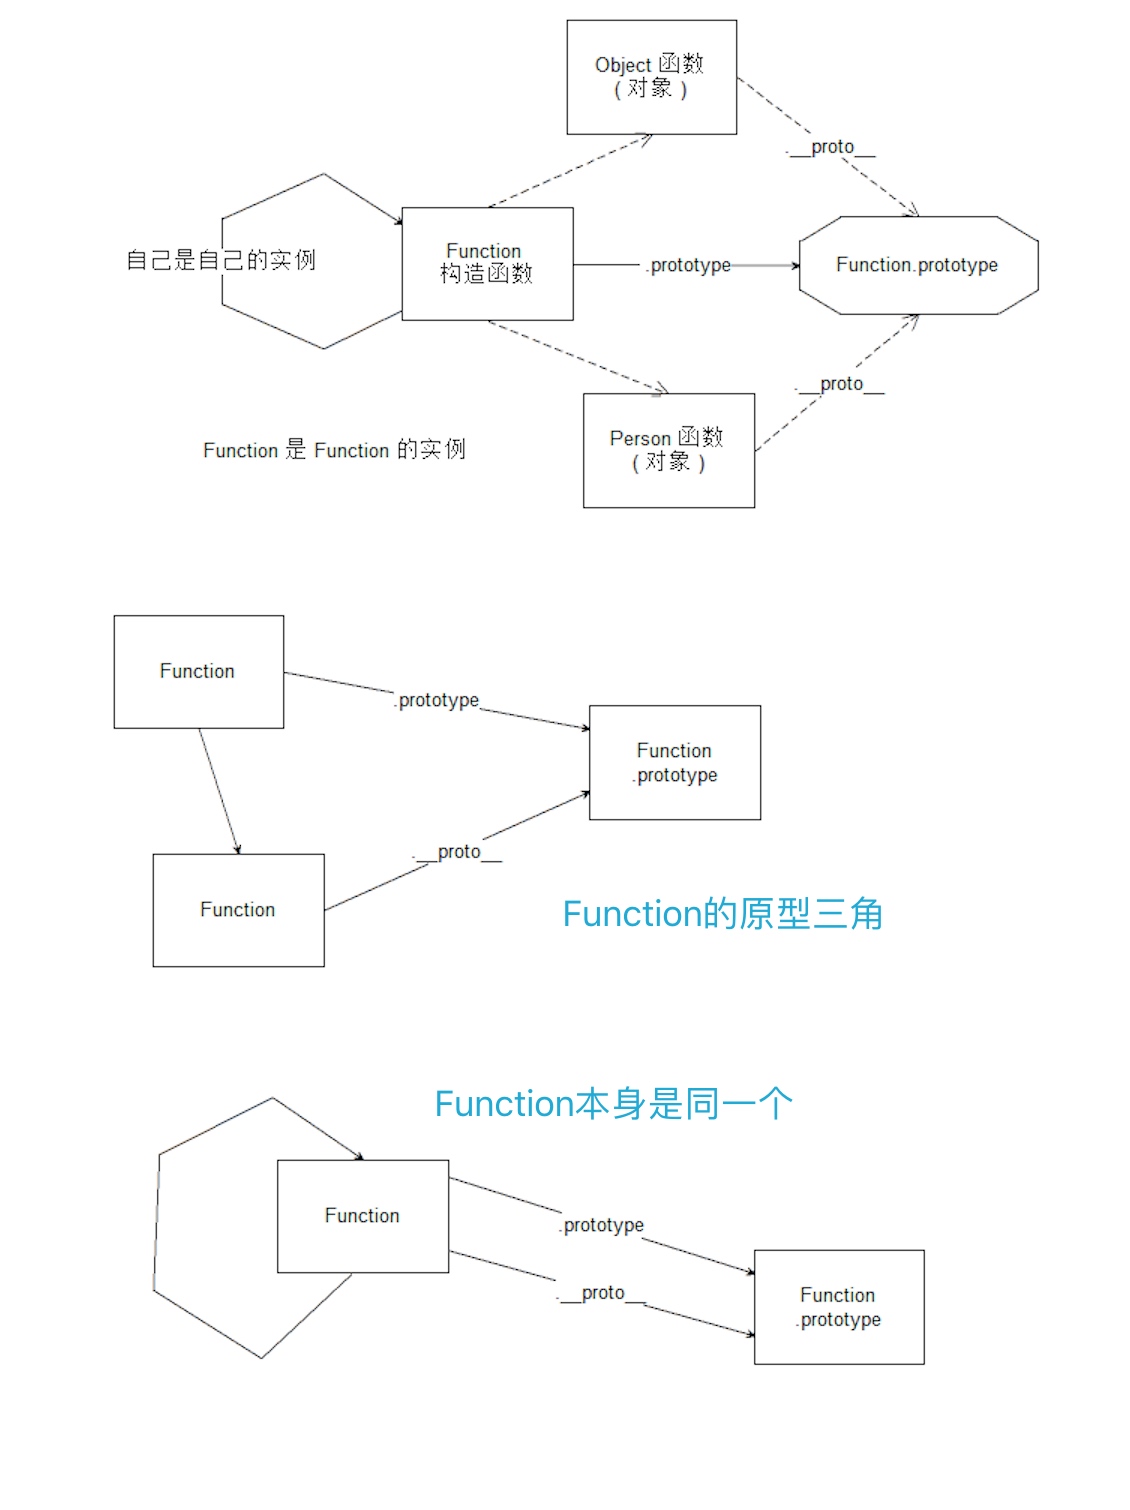 Object 函数
( 对象 )
.__proto__
自己是自己的实例
Function
构造函数
.prototype
Function.prototype
.__proto__
Person 函数
( 对象 )
Function 是 Function 的实例
Function
.prototype
Function
.prototype
.__proto__
Function
Function的原型三角
Function本身是同一个
Function
.prototype
.__proto__
Function
.prototype